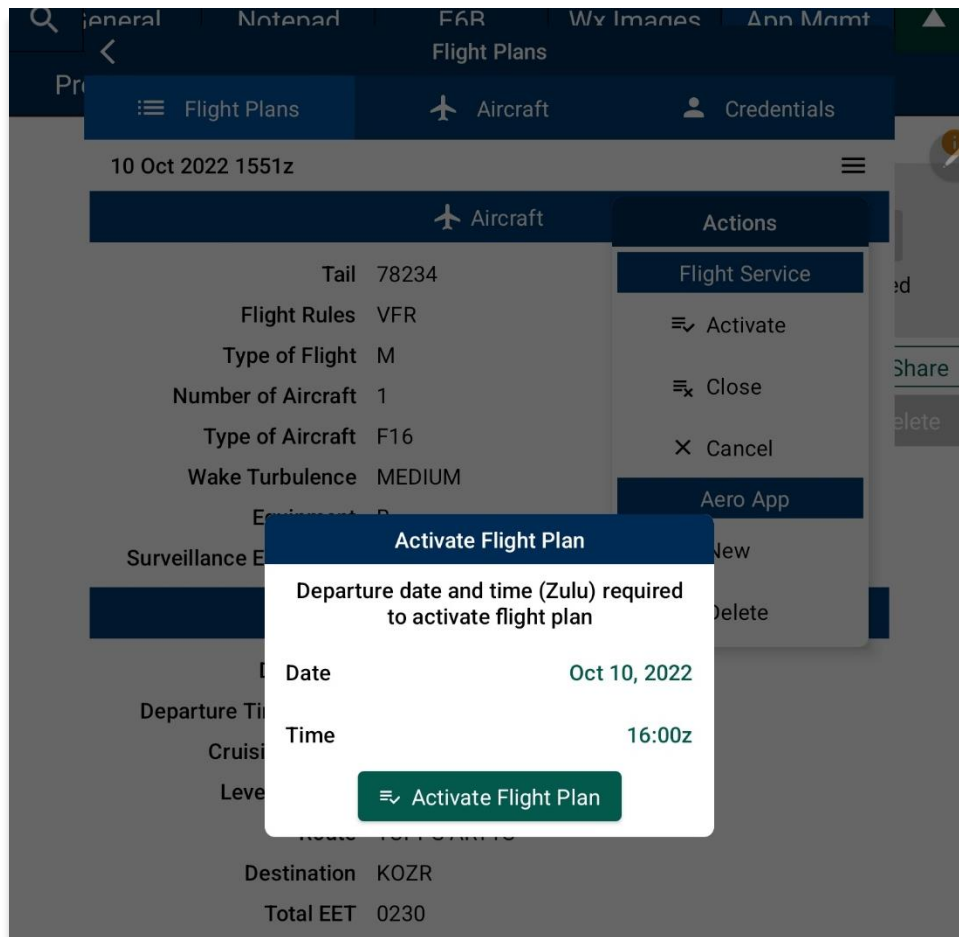 General Notepad E6B Wx Images App Mgmt
Flight Plans
Flight Plans Aircraft Credentials
10 Oct 2022 1551z
Aircraft
Actions
Tail 78234
Flight Service
Flight Rules VFR
Activate
Type of Flight M
Share
Number of Aircraft 1
Close
Type of Aircraft F16
Cancel
Wake Turbulence MEDIUM
Aero App
New
Surveillance
Delete
Activate Flight Plan
Departure date and time (Zulu) required
to activate flight plan
Date Oct 10, 2022
Time 16:00z
Activate Flight Plan
Departure
Destination KOZR
Total EET 0230